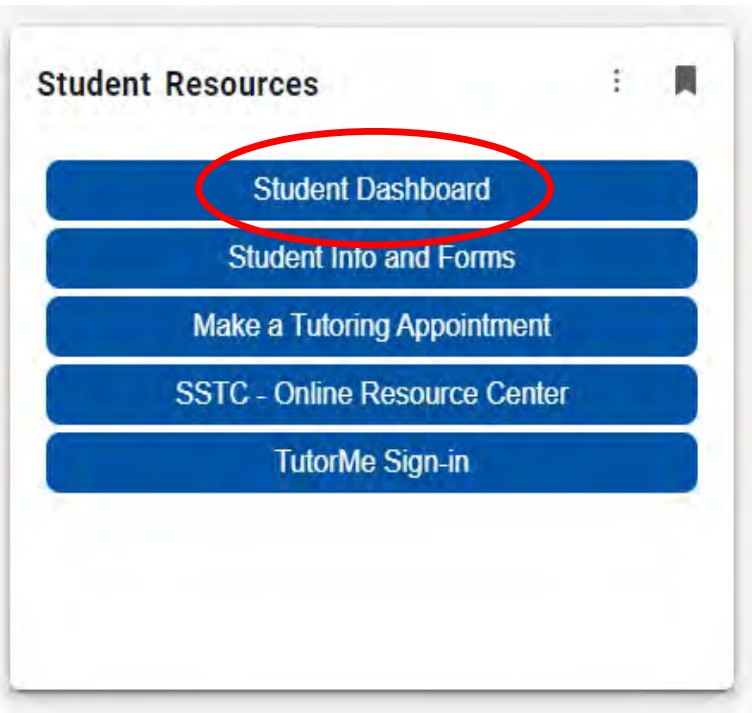 Student Resources
Student Dashboard
Student Info and Forms
Make a Tutoring Appointment
SSTC - Online Resource Center
TutorMe Sign-in